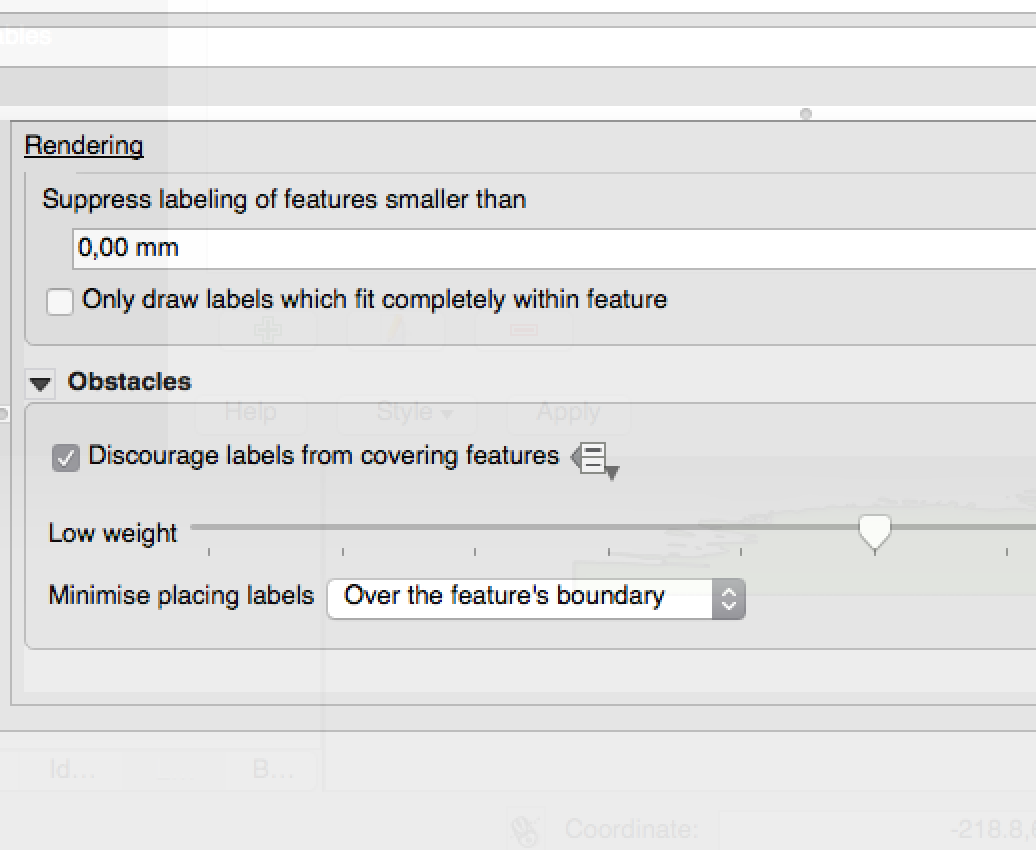 ables
Rendering
Suppress labeling of features smaller than
0,00 mm
Only draw labels which fit completely within feature
Obstacles
Help Style Apply
Discourage labels from covering features
Low weight
Minimise placing labels Over the feature's boundary
Id... B...
Coordinate: -218.8,6